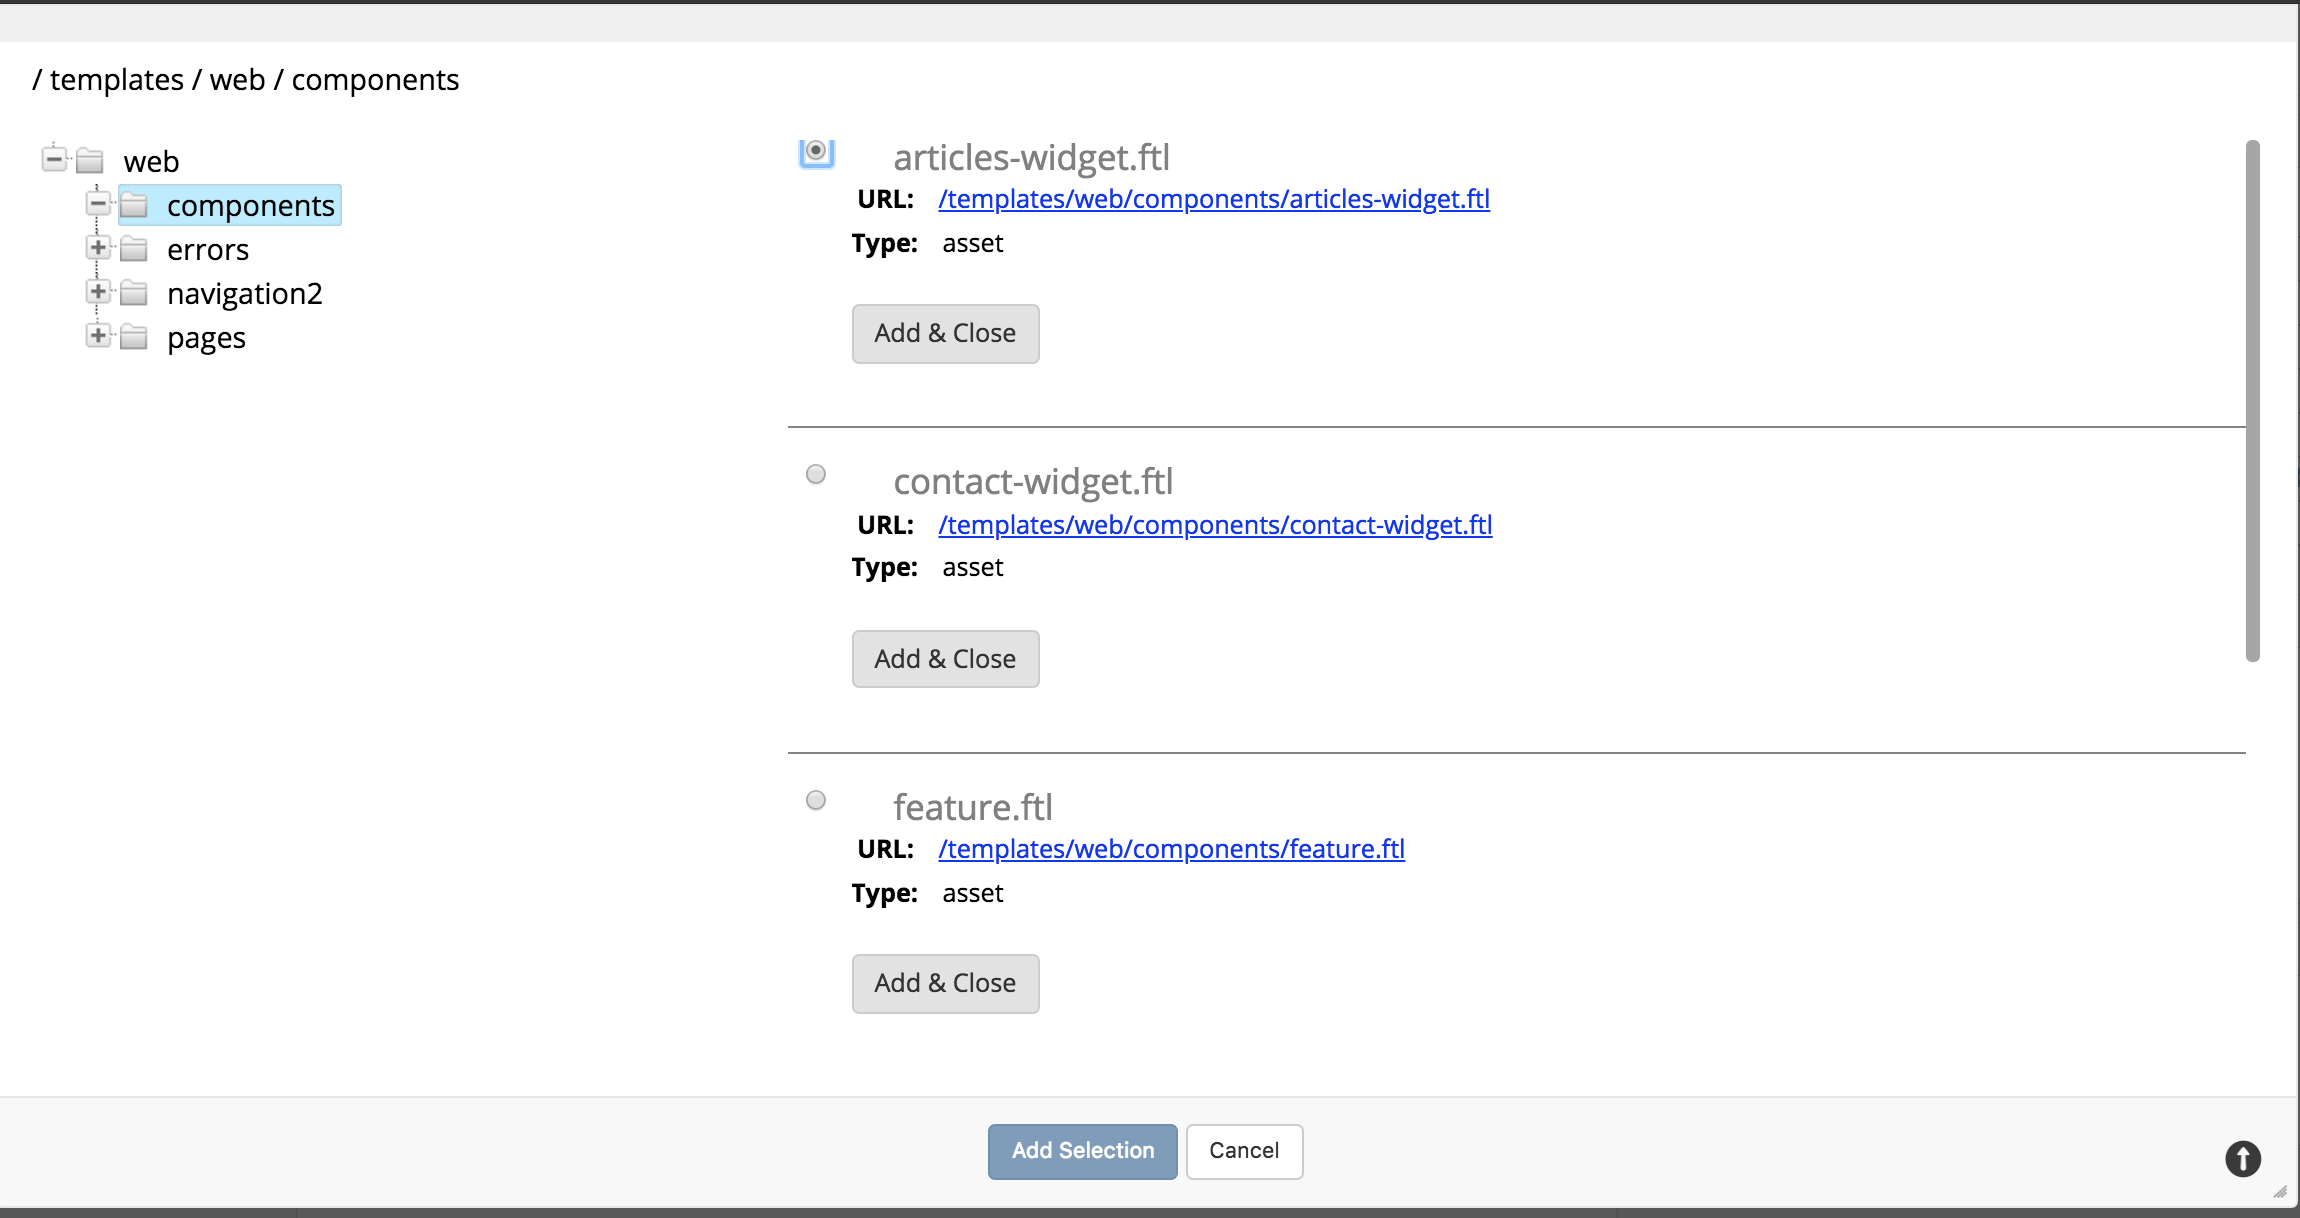 / templates / web / components
web
components
errors
navigation2
pages
articles-widget.ftl
URL: /templates/web/components/articles-widget.ftl
Type: asset
Add & Close
contact-widget.ftl
URL: /templates/web/components/contact-widget.ftl
Type: asset
Add & Close
feature.ftl
URL: /templates/web/components/feature.ftl
Type: asset
Add & Close
Add Selection Cancel